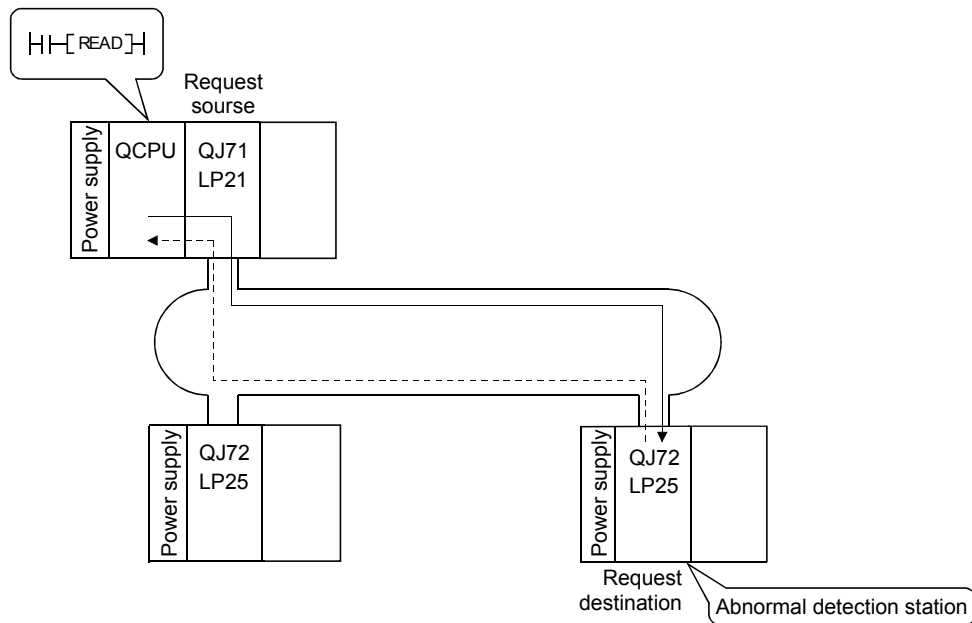 READ
Request
sourse
Power supply
QCPU
QJ71
LP21
Power supply
QJ72
LP25
Power supply
QJ72
LP25
Request
destination
Abnormal detection station